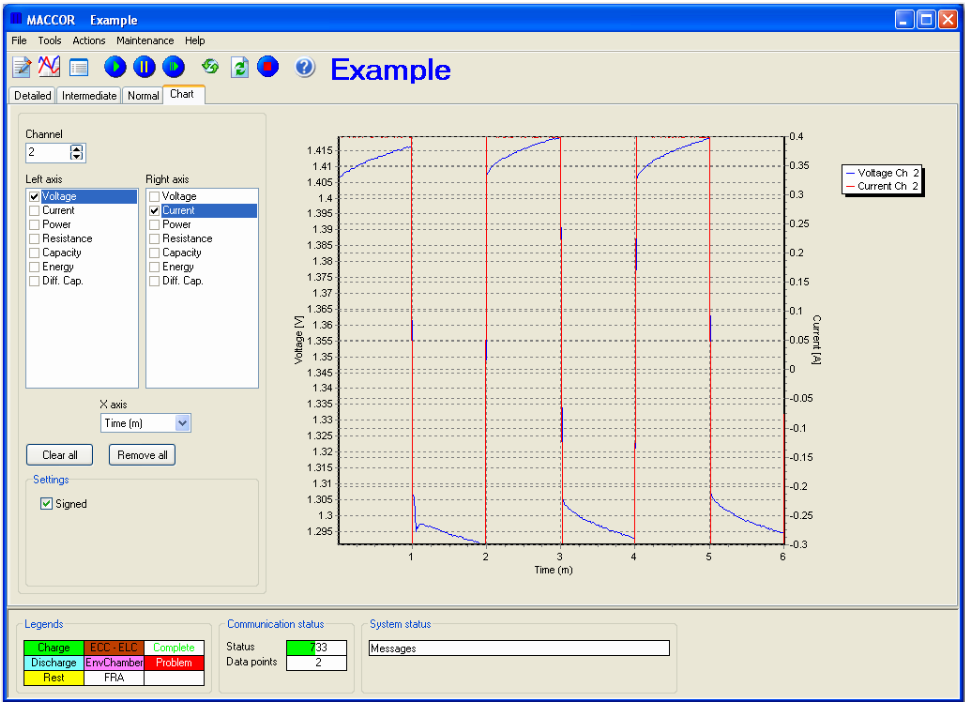 MACCOR Example
File Tools Actions Maintenance Help
Example
Detailed Intermediate Normal Chart
Channel
2
Left axis
Voltage
Current
Power
Resistance
Capacity
Energy
Diff. Cap.
Right axis
Voltage
Current
Power
Resistance
Capacity
Energy
Diff. Cap.
X axis
Time (m)
Clear all Remove all
Settings
Signed
Voltage [V]
1.415
1.41
1.405
1.4
1.395
1.39
1.385
1.38
1.375
1.37
1.365
1.36
1.355
1.35
1.345
1.34
1.335
1.33
1.325
1.32
1.315
1.31
1.305
1.3
1.295
1 2 3 4 5 6
Time (m)
0.4
0.35
0.3
0.25
0.2
0.15
0.1
0.05
0
-0.05
-0.1
-0.15
-0.2
-0.25
-0.3
Current [A]
Voltage Ch 2
Current Ch 2
Legends
Charge ECC - ELC Complete
Discharge EnvChamber Problem
Rest FRA
Communication status
Status 733
Data points 2
System status
Messages